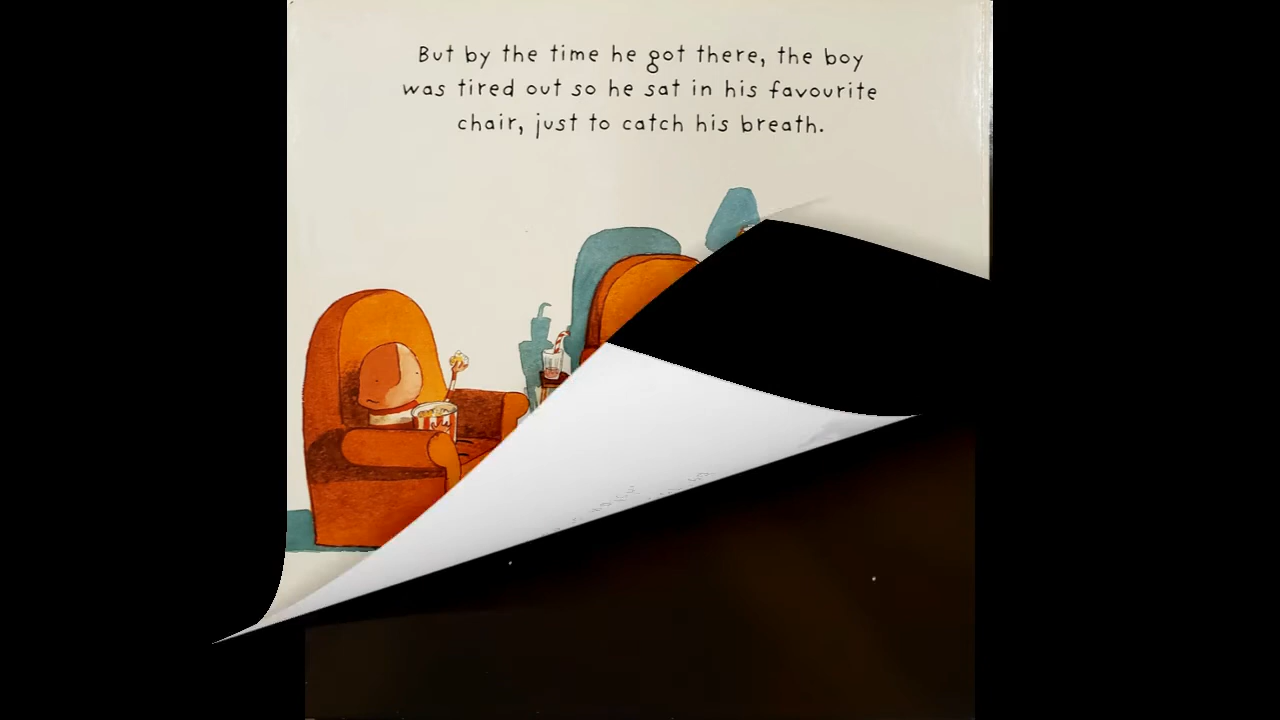 But by the time he got there, the boy
was tired out so he sat in his favourite
chair, just to catch his breath.